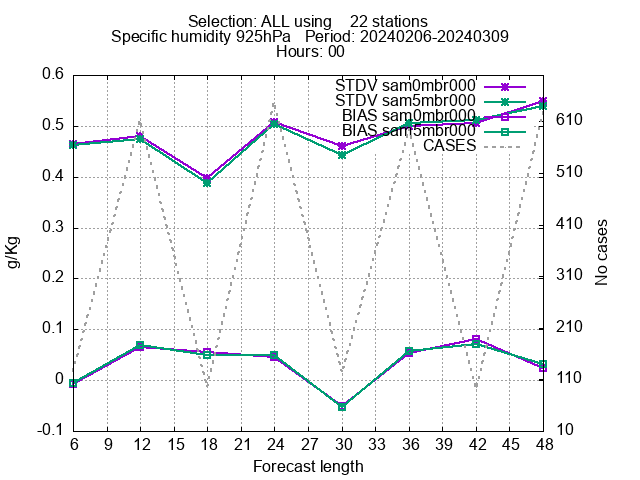 Selection: ALL using 22 stations
Specific humidity 925hPa Period: 20240206-20240309
Hours: 00
STDV sam0mbr000
STDV sam5mbr000
BIAS sam0mbr000
BIAS sam5mbr000
CASES
0.6
0.5
0.4
0.3
0.2
0.1
0
-0.1
g/Kg
610
510
410
310
210
110
10
No cases
6 9 12 15 18 21 24 27 30 33 36 39 42 45 48
Forecast length